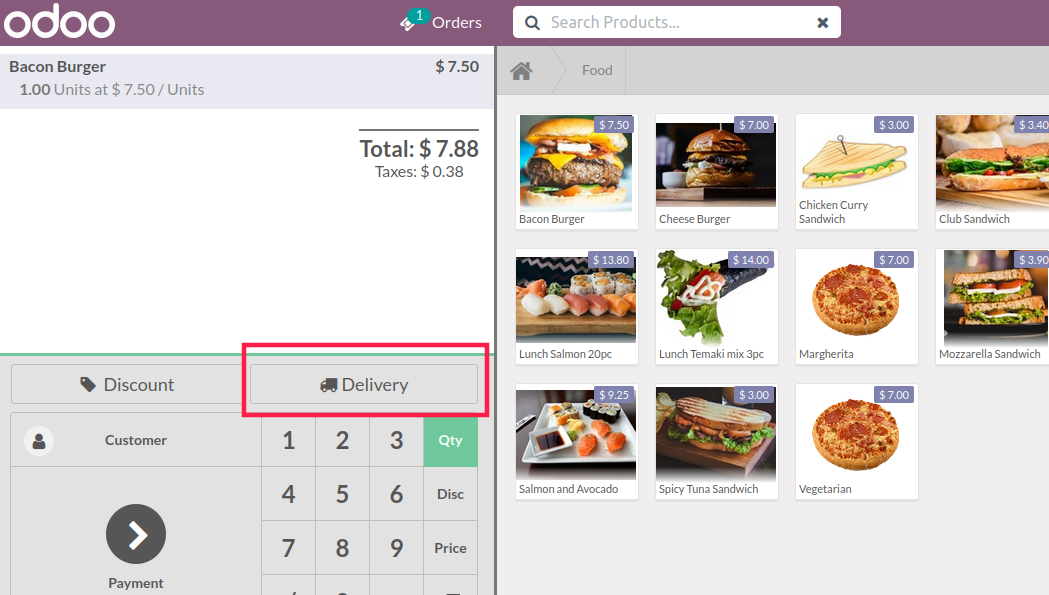 odoo
1
Orders
Search Products...
Bacon Burger $ 7.50
1.00 Units at $ 7.50 / Units
Total: $ 7.88
Taxes: $ 0.38
Food
$ 7.50
Bacon Burger
$ 7.00
Cheese Burger
$ 3.00
Chicken Curry
Sandwich
$ 3.40
Club Sandwich
$ 13.80
Lunch Salmon 20pc
$ 14.00
Lunch Temaki mix 3pc
$ 7.00
Margherita
$ 3.90
Mozzarella Sandwich
$ 9.25
Salmon and Avocado
$ 3.00
Spicy Tuna Sandwich
$ 7.00
Vegetarian
Discount
Delivery
Customer
1 2 3 Qty
4 5 6 Disc
7 8 9 Price
Payment